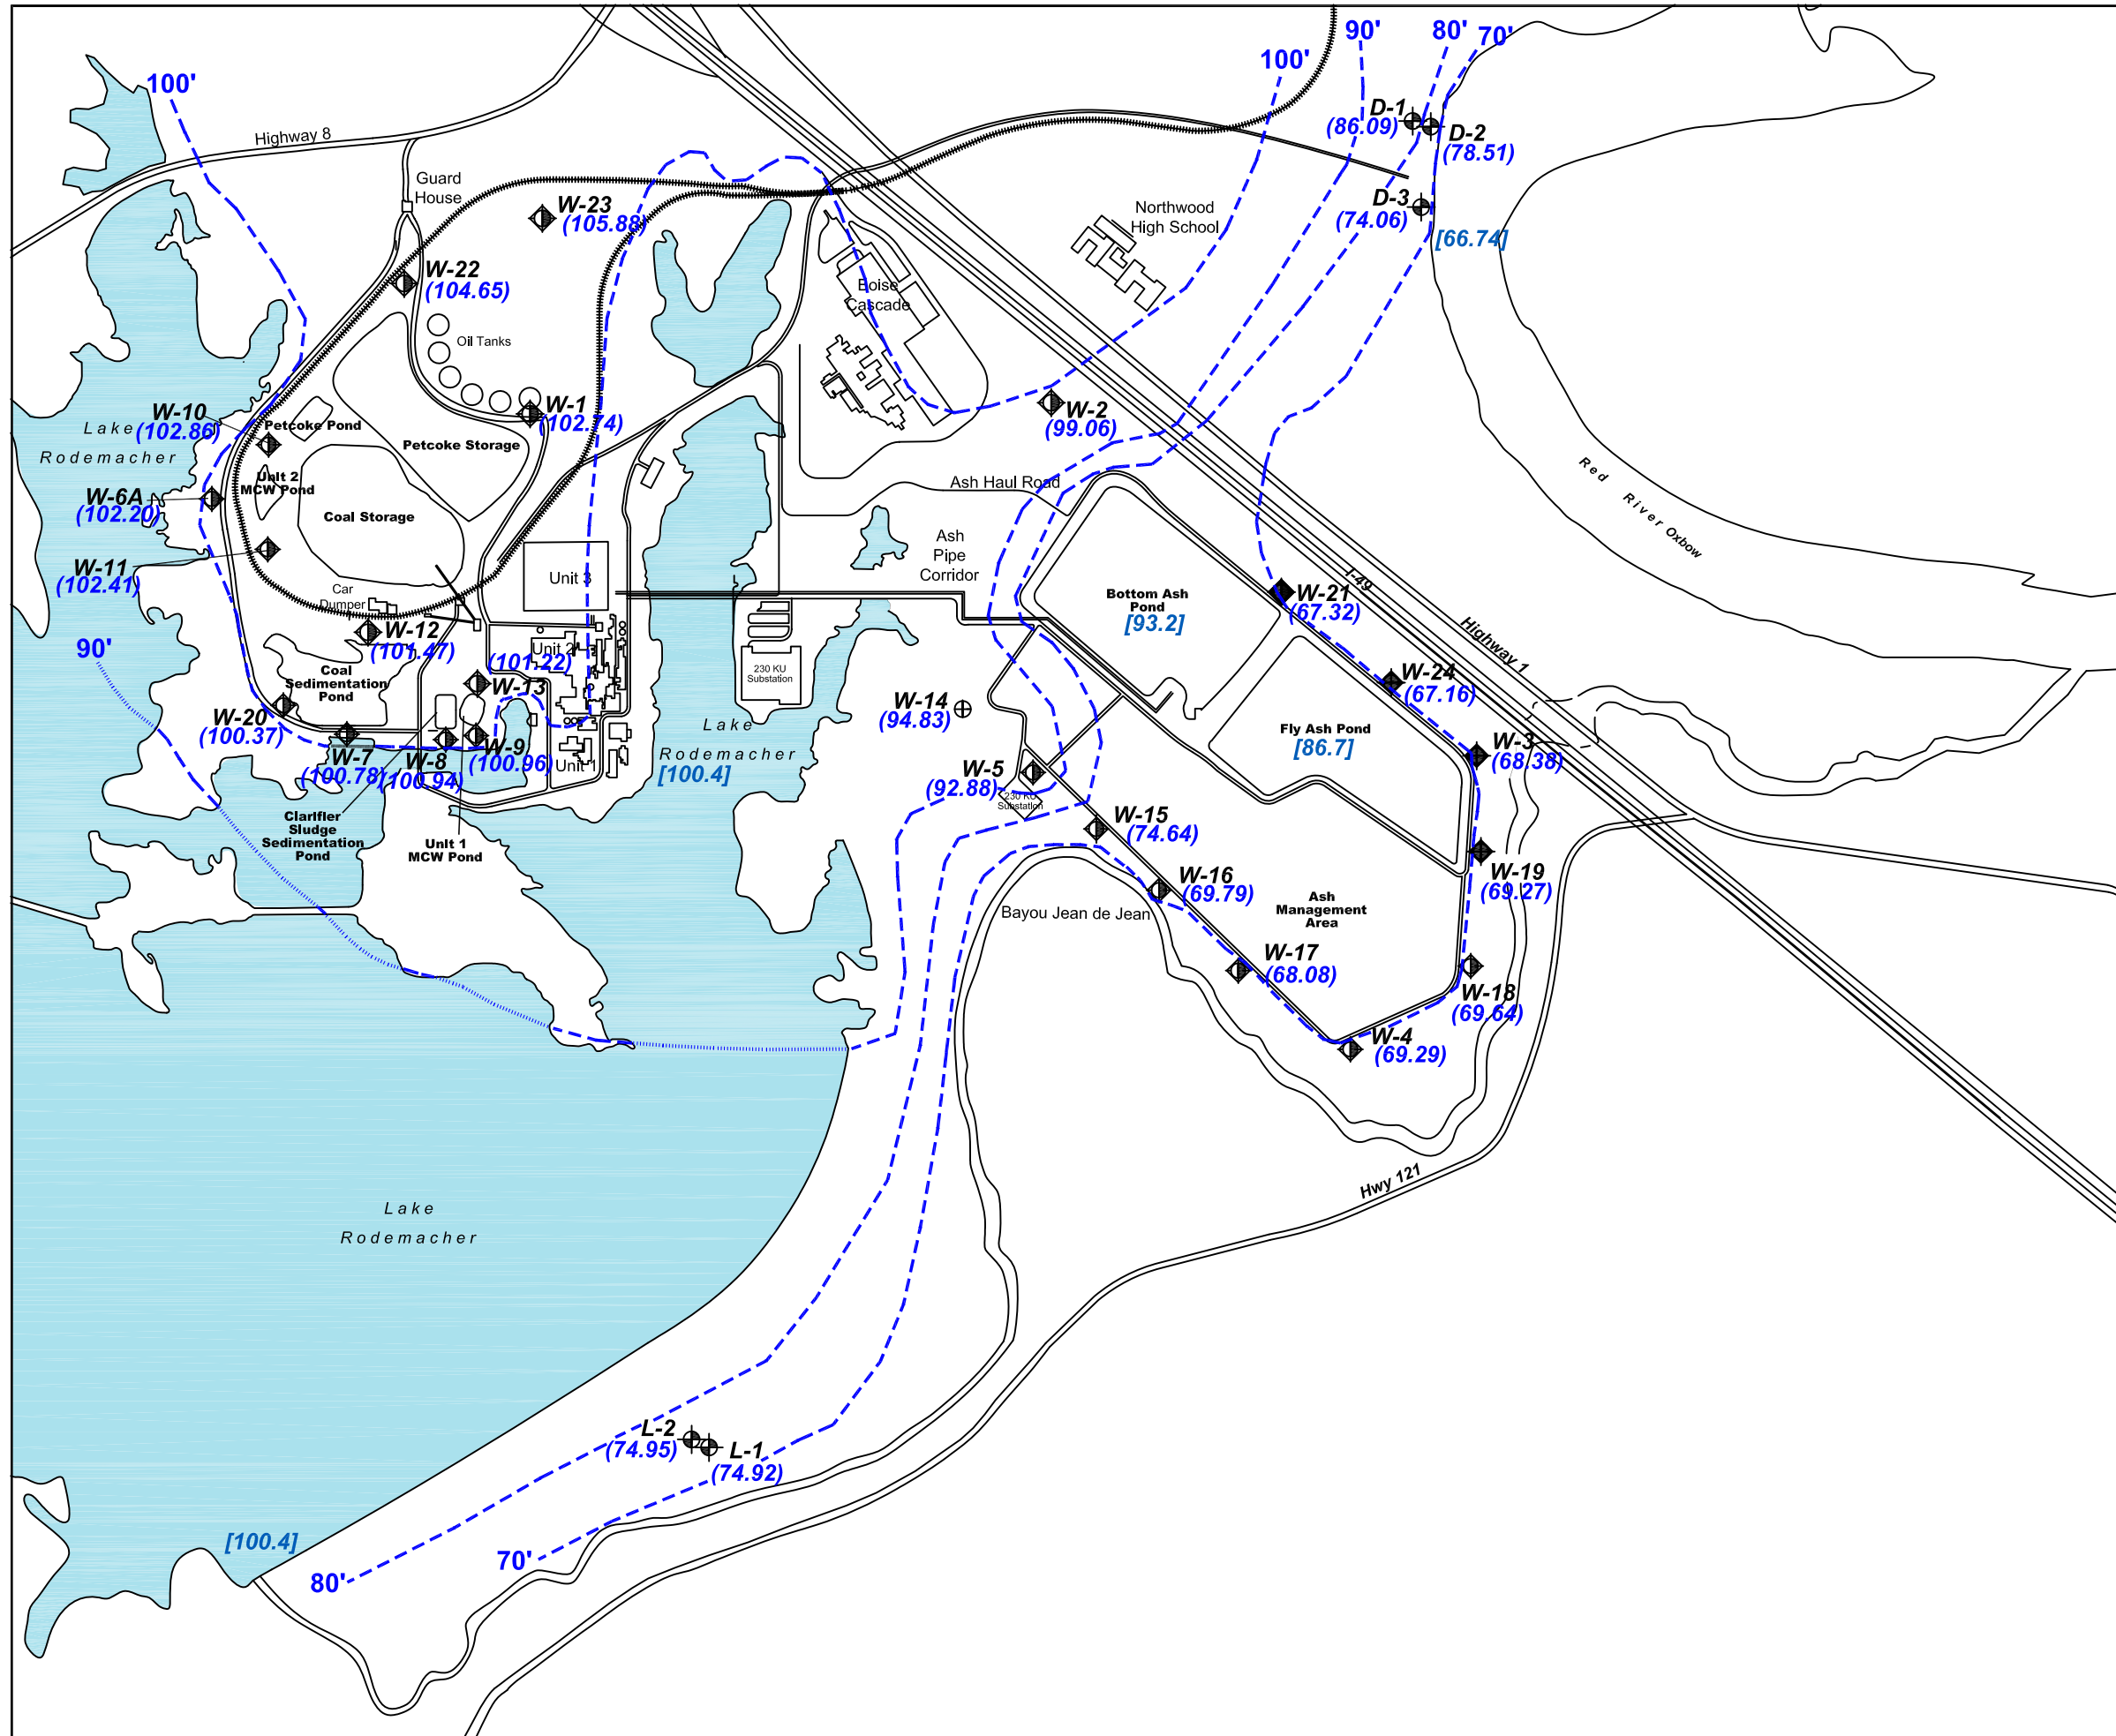 90'
80'
70'
100'
100'
D-1
(86.09)
D-2
(78.51)
Highway 8
Guard
House
W-23
(105.88)
Northwood
High School
D-3
(74.06)
[66.74]
W-22
(104.65)
Boise
Cascade
Oil Tanks
W-10
(102.86)
Lake
Rodemacher
Petcoke Pond
Petcoke Storage
W-1
(102.74)
W-2
(99.06)
W-6A
(102.20)
Unit 2
MCW Pond
Coal Storage
Ash Haul Road
Red River Oxbow
W-11
(102.41)
Ash
Pipe
Corridor
Unit 3
Car
Dumper
Bottom Ash
Pond
[93.2]
W-21
(67.32)
I-49
Highway 1
90'
W-12
(101.47)
Unit 2
(101.22)
W-13
Coal
Sedimentation
Pond
230 KU
Substation
W-24
(67.16)
W-14
(94.83)
W-20
(100.37)
Lake
Rodemacher
[100.4]
Fly Ash Pond
[86.7]
W-3
(68.38)
W-7
(100.78)
W-8
(100.94)
W-9
(100.96)
Unit 1
W-5
(92.88)
230 KU
Substation
Clarifier
Sludge
Sedimentation
Pond
Unit 1
MCW Pond
W-15
(74.64)
W-19
(69.27)
W-16
(69.79)
Bayou Jean de Jean
Ash
Management
Area
W-17
(68.08)
W-18
(69.64)
W-4
(69.29)
Lake
Rodemacher
Hwy 121
L-2
(74.95)
L-1
(74.92)
[100.4]
70'
80'